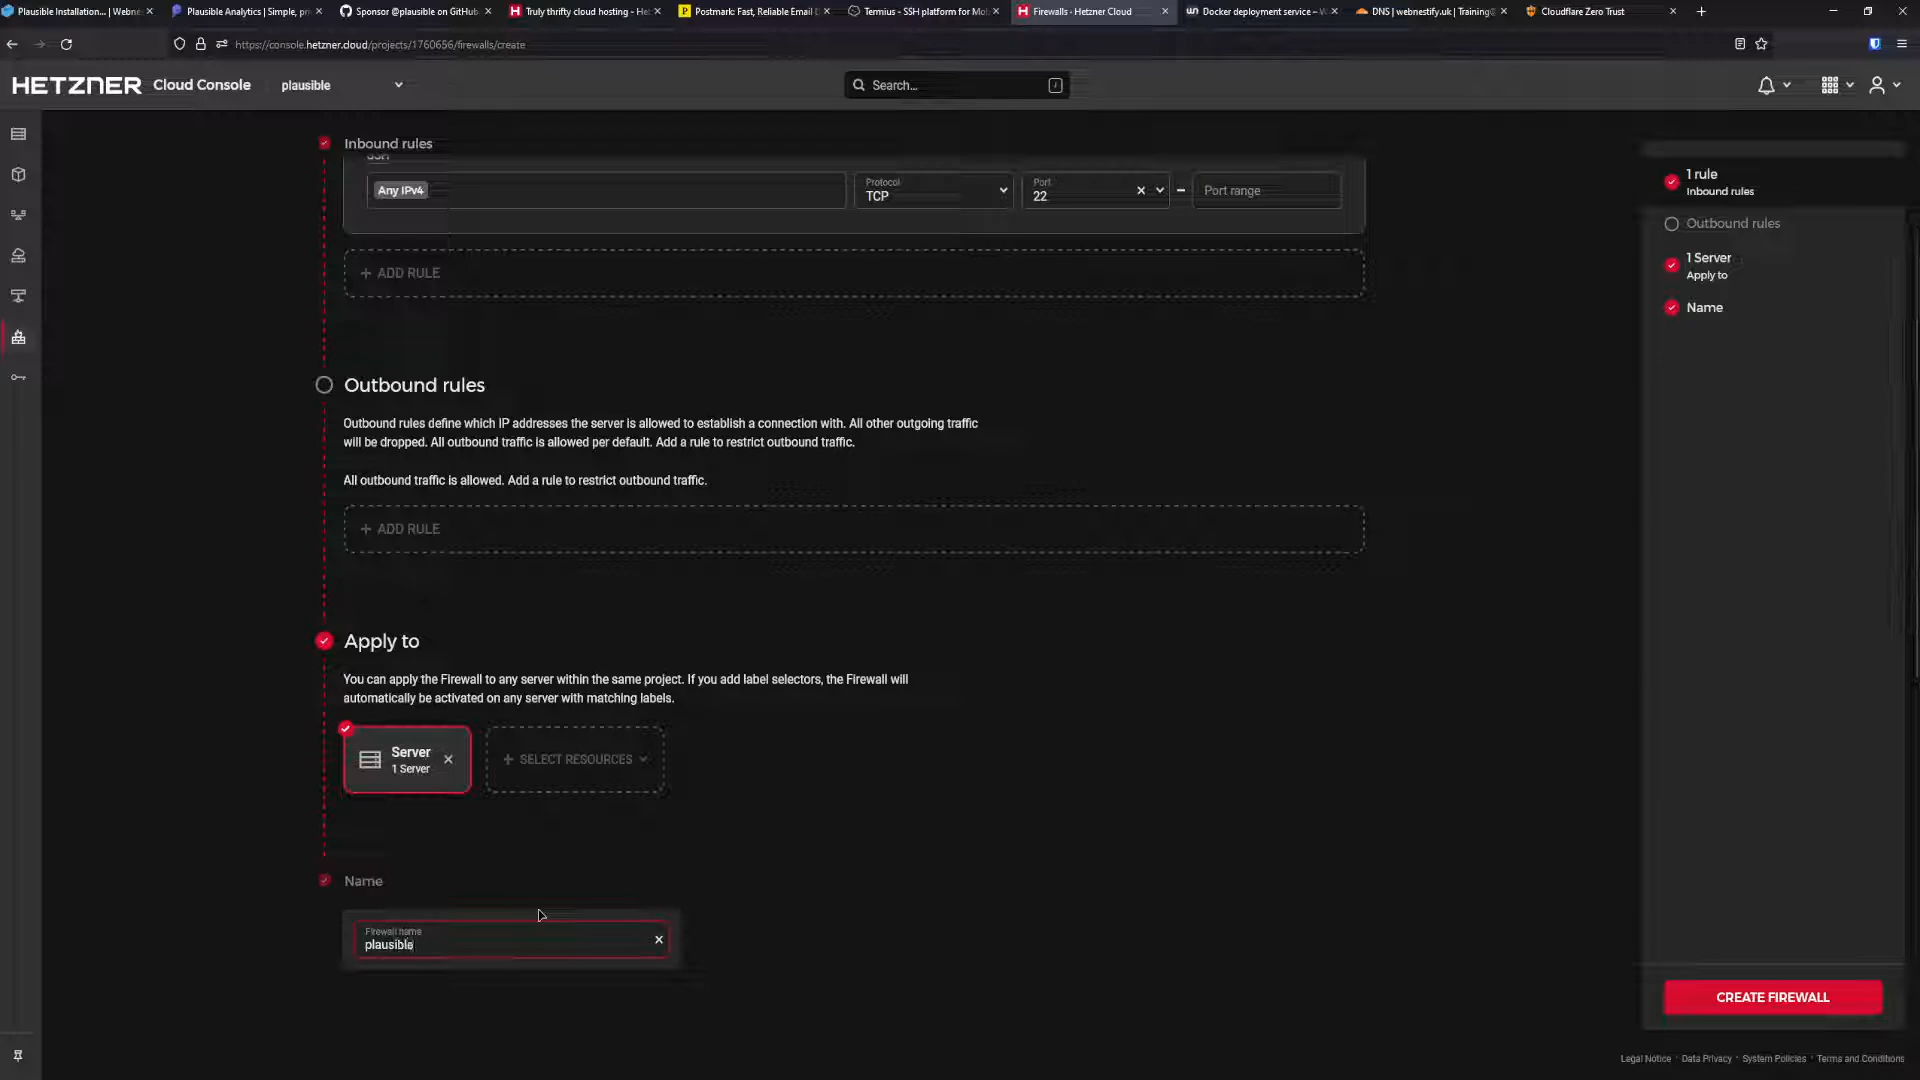 Plausible Installation... | Webne
Plausible Analytics | Simple, pr
Sponsor @plausible on GitHub
Truly thrifty cloud hosting - He
Postmark: Fast, Reliable Email D
Termius - SSH platform for Mob
Firewalls · Hetzner Cloud
Docker deployment service – W
DNS | webnestify.uk | Training@
Cloudflare Zero Trust
https://console.hetzner.cloud/projects/1760656/firewalls/create
HETZNER Cloud Console
plausible
Search...
/
Inbound rules
SSH
Any IPv4
Protocol
TCP
Port
22
–
Port range
+ ADD RULE
Outbound rules
Outbound rules define which IP addresses the server is allowed to establish a connection with. All other outgoing traffic
will be dropped. All outbound traffic is allowed per default. Add a rule to restrict outbound traffic.
All outbound traffic is allowed. Add a rule to restrict outbound traffic.
+ ADD RULE
Apply to
You can apply the Firewall to any server within the same project. If you add label selectors, the Firewall will
automatically be activated on any server with matching labels.
Server
1 Server
+ SELECT RESOURCES
Name
Firewall name
plausible
1 rule
Inbound rules
Outbound rules
1 Server
Apply to
Name
CREATE FIREWALL
Legal Notice · Data Privacy · System Policies · Terms and Conditions